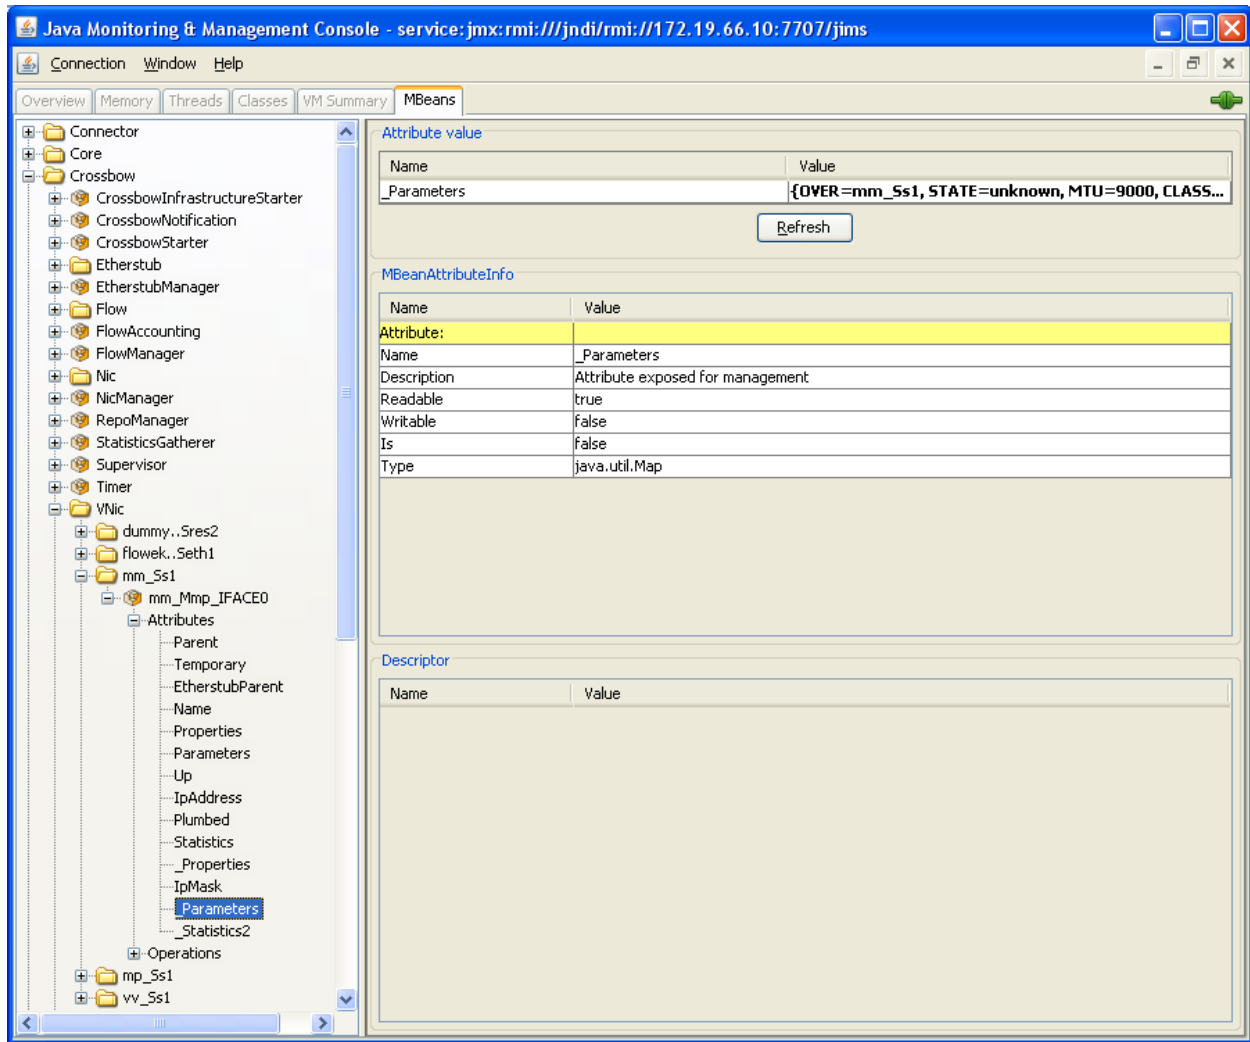 Java Monitoring & Management Console - service:jmx:rmi:///jndi/rmi://172.19.66.10:7707/jims
Connection Window Help
Overview Memory Threads Classes VM Summary MBeans
Connector
Core
Crossbow
CrossbowInfrastructureStarter
CrossbowNotification
CrossbowStarter
Etherstub
EtherstubManager
Flow
FlowAccounting
FlowManager
Nic
NicManager
RepoManager
StatisticsGatherer
Supervisor
Timer
VNic
dummy..Sres2
flowek..Seth1
mm_Ss1
mm_Mmp_IFACE0
Attributes
Parent
Temporary
EtherstubParent
Name
Properties
Parameters
Up
IpAddress
Plumbed
Statistics
_Properties
IpMask
_Parameters
_Statistics2
Operations
mp_Ss1
vv_Ss1
Attribute value
Name Value
_Parameters {OVER=mm_Ss1, STATE=unknown, MTU=9000, CLASS...
Refresh
MBeanAttributeInfo
Name Value
Attribute:
Name _Parameters
Description Attribute exposed for management
Readable true
Writable false
Is false
Type java.util.Map
Descriptor
Name Value